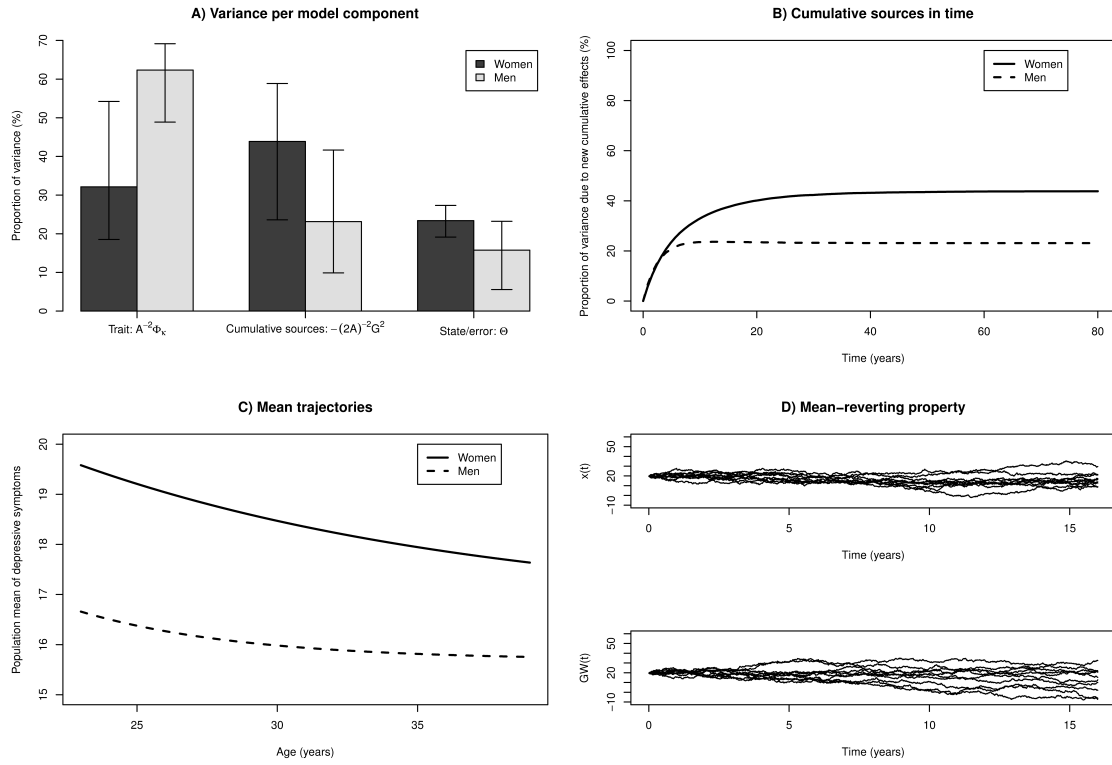 A) Variance per model component
Proportion of variance (%)
0 10 20 30 40 50 60 70
Women
Men
Trait: A⁻²Φκ
Cumulative sources: −(2A)⁻²G²
State/error: Θ
B) Cumulative sources in time
Proportion of variance due to new cumulative effects (%)
0 20 40 60 80 100
Women
Men
0 20 40 60 80
Time (years)
C) Mean trajectories
Population mean of depressive symptoms
15 16 17 18 19 20
Women
Men
25 30 35
Age (years)
D) Mean−reverting property
x(t)
−10 20 50
0 5 10 15
Time (years)
GW(t)
−10 20 50
0 5 10 15
Time (years)